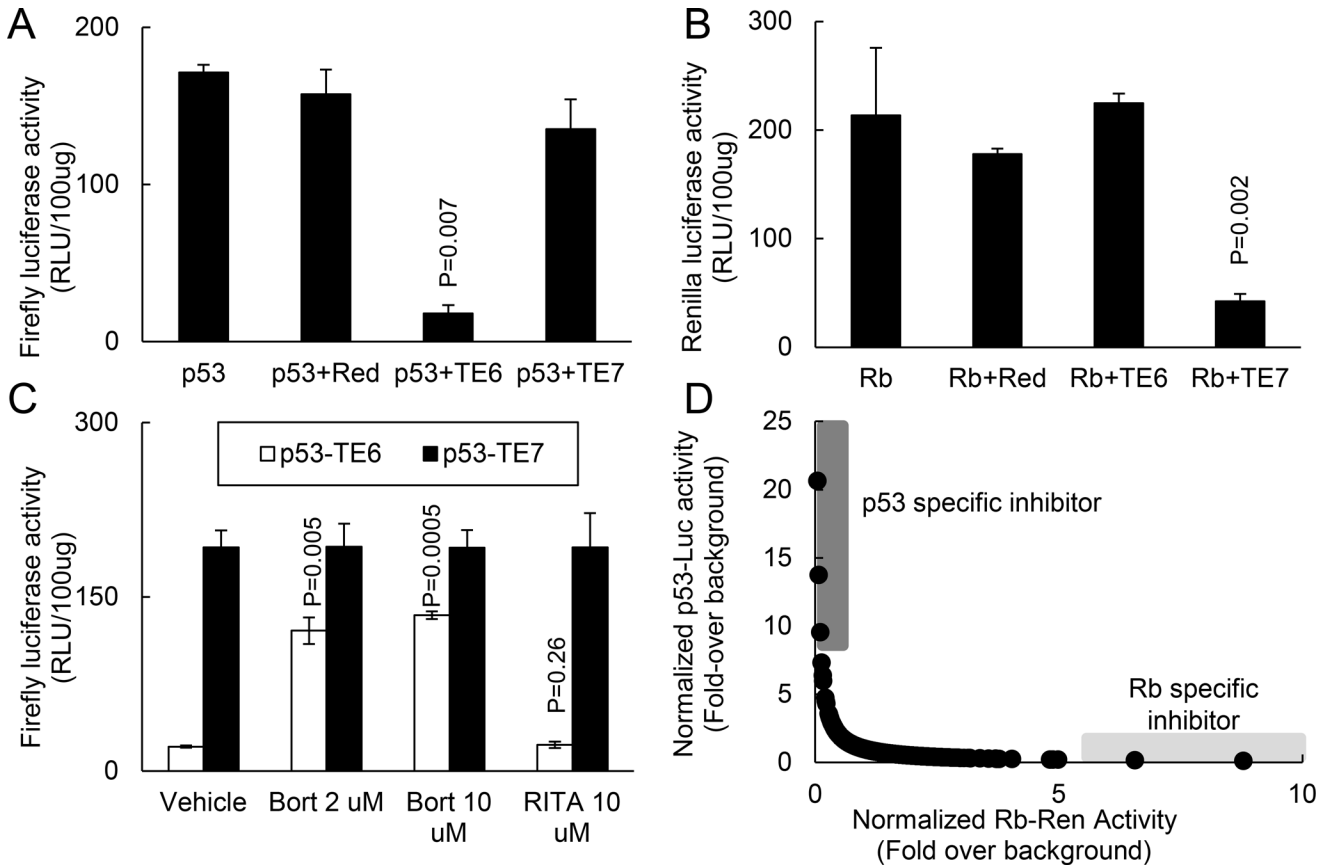 A
Firefly luciferase activity
(RLU/100ug)
200
100
0
P=0.007
p53
p53+Red
p53+TE6
p53+TE7
B
Renilla luciferase activity
(RLU/100ug)
300
200
100
0
P=0.002
Rb
Rb+Red
Rb+TE6
Rb+TE7
C
Firefly luciferase activity
(RLU/100ug)
300
150
0
p53-TE6
p53-TE7
P=0.005
P=0.0005
P=0.26
Vehicle
Bort 2 uM
Bort 10
uM
RITA 10
uM
D
Normalized p53-Luc activity
(Fold-over background)
25
20
15
10
5
0
p53 specific inhibitor
Rb specific
inhibitor
0
5
10
Normalized Rb-Ren Activity
(Fold over background)